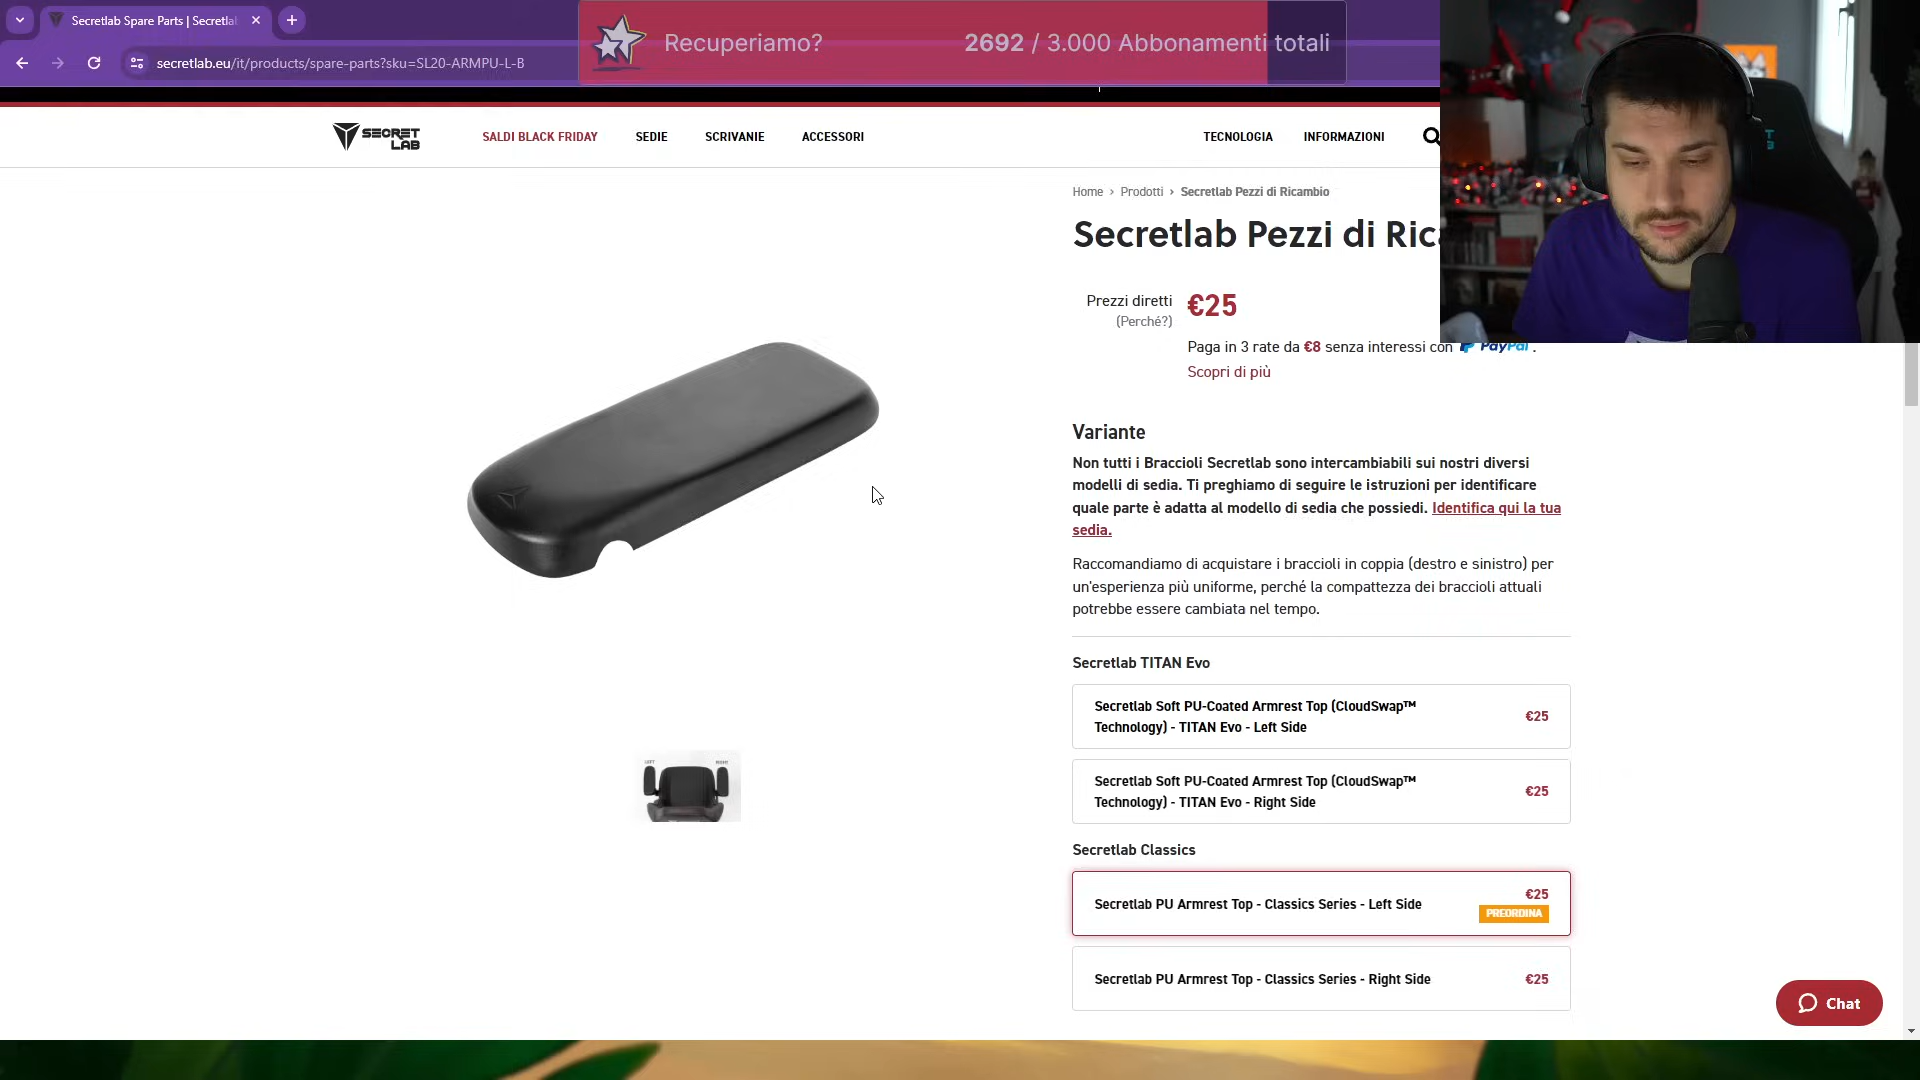 Secretlab Spare Parts | Secretla
secretlab.eu/it/products/spare-parts?sku=SL20-ARMPU-L-B
7
Recuperiamo?
2692 / 3.000 Abbonamenti totali
SECRET
LAB
SALDI BLACK FRIDAY
SEDIE
SCRIVANIE
ACCESSORI
TECNOLOGIA
INFORMAZIONI
Home › Prodotti › Secretlab Pezzi di Ricambio
Secretlab Pezzi di Ric
Prezzi diretti
€25
(Perché?)
Paga in 3 rate da €8 senza interessi con PayPal .
Scopri di più
Variante
Non tutti i Braccioli Secretlab sono intercambiabili sui nostri diversi
modelli di sedia. Ti preghiamo di seguire le istruzioni per identificare
quale parte è adatta al modello di sedia che possiedi. Identifica qui la tua
sedia.
Raccomandiamo di acquistare i braccioli in coppia (destro e sinistro) per
un'esperienza più uniforme, perché la compattezza dei braccioli attuali
potrebbe essere cambiata nel tempo.
Secretlab TITAN Evo
Secretlab Soft PU-Coated Armrest Top (CloudSwap™
Technology) - TITAN Evo - Left Side
€25
Secretlab Soft PU-Coated Armrest Top (CloudSwap™
Technology) - TITAN Evo - Right Side
€25
LEFT
RIGHT
Secretlab Classics
Secretlab PU Armrest Top - Classics Series - Left Side
€25
PREORDINA
Secretlab PU Armrest Top - Classics Series - Right Side
€25
Chat